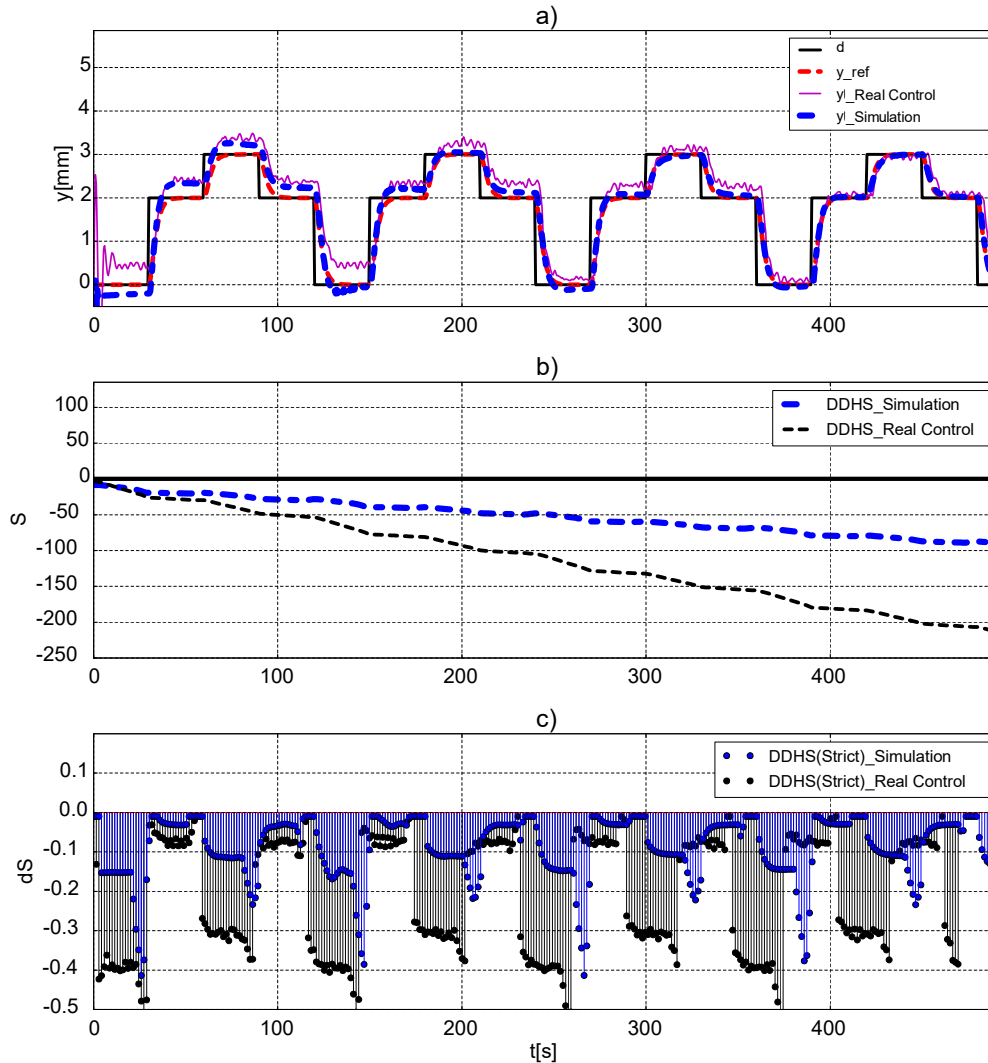 a)
y[mm]
5
4
3
2
1
0
d
y_ref
y|_Real Control
y|_Simulation
0
100
200
300
400
b)
S
100
50
0
-50
-100
-150
-200
-250
DDHS_Simulation
DDHS_Real Control
0
100
200
300
400
c)
dS
0.1
0.0
-0.1
-0.2
-0.3
-0.4
-0.5
DDHS(Strict)_Simulation
DDHS(Strict)_Real Control
0
100
200
300
400
t[s]